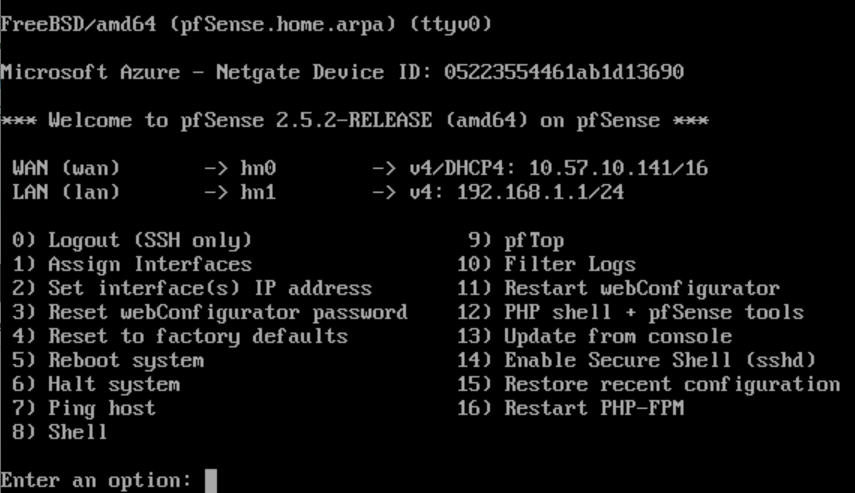 FreeBSD/amd64 (pfSense.home.arpa) (ttyv0)
Microsoft Azure - Netgate Device ID: 05223554461ab1d13690
*** Welcome to pfSense 2.5.2-RELEASE (amd64) on pfSense ***
WAN (wan) -> hn0 -> v4/DHCP4: 10.57.10.141/16
LAN (lan) -> hn1 -> v4: 192.168.1.1/24
0) Logout (SSH only) 9) pfTop
1) Assign Interfaces 10) Filter Logs
2) Set interface(s) IP address 11) Restart webConfigurator
3) Reset webConfigurator password 12) PHP shell + pfSense tools
4) Reset to factory defaults 13) Update from console
5) Reboot system 14) Enable Secure Shell (sshd)
6) Halt system 15) Restore recent configuration
7) Ping host 16) Restart PHP-FPM
8) Shell
Enter an option: